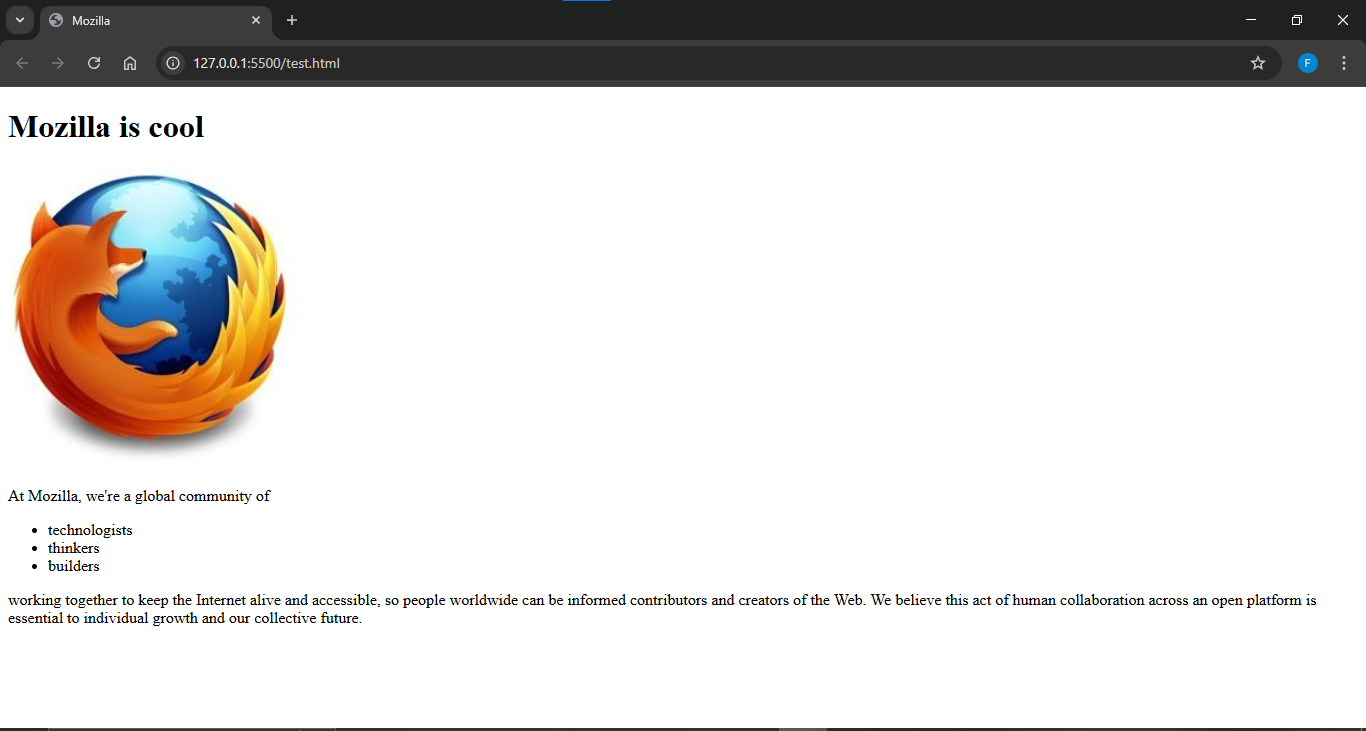 Mozilla
127.0.0.1:5500/test.html
F
Mozilla is cool
At Mozilla, we're a global community of
technologists
thinkers
builders
working together to keep the Internet alive and accessible, so people worldwide can be informed contributors and creators of the Web. We believe this act of human collaboration across an open platform is
essential to individual growth and our collective future.